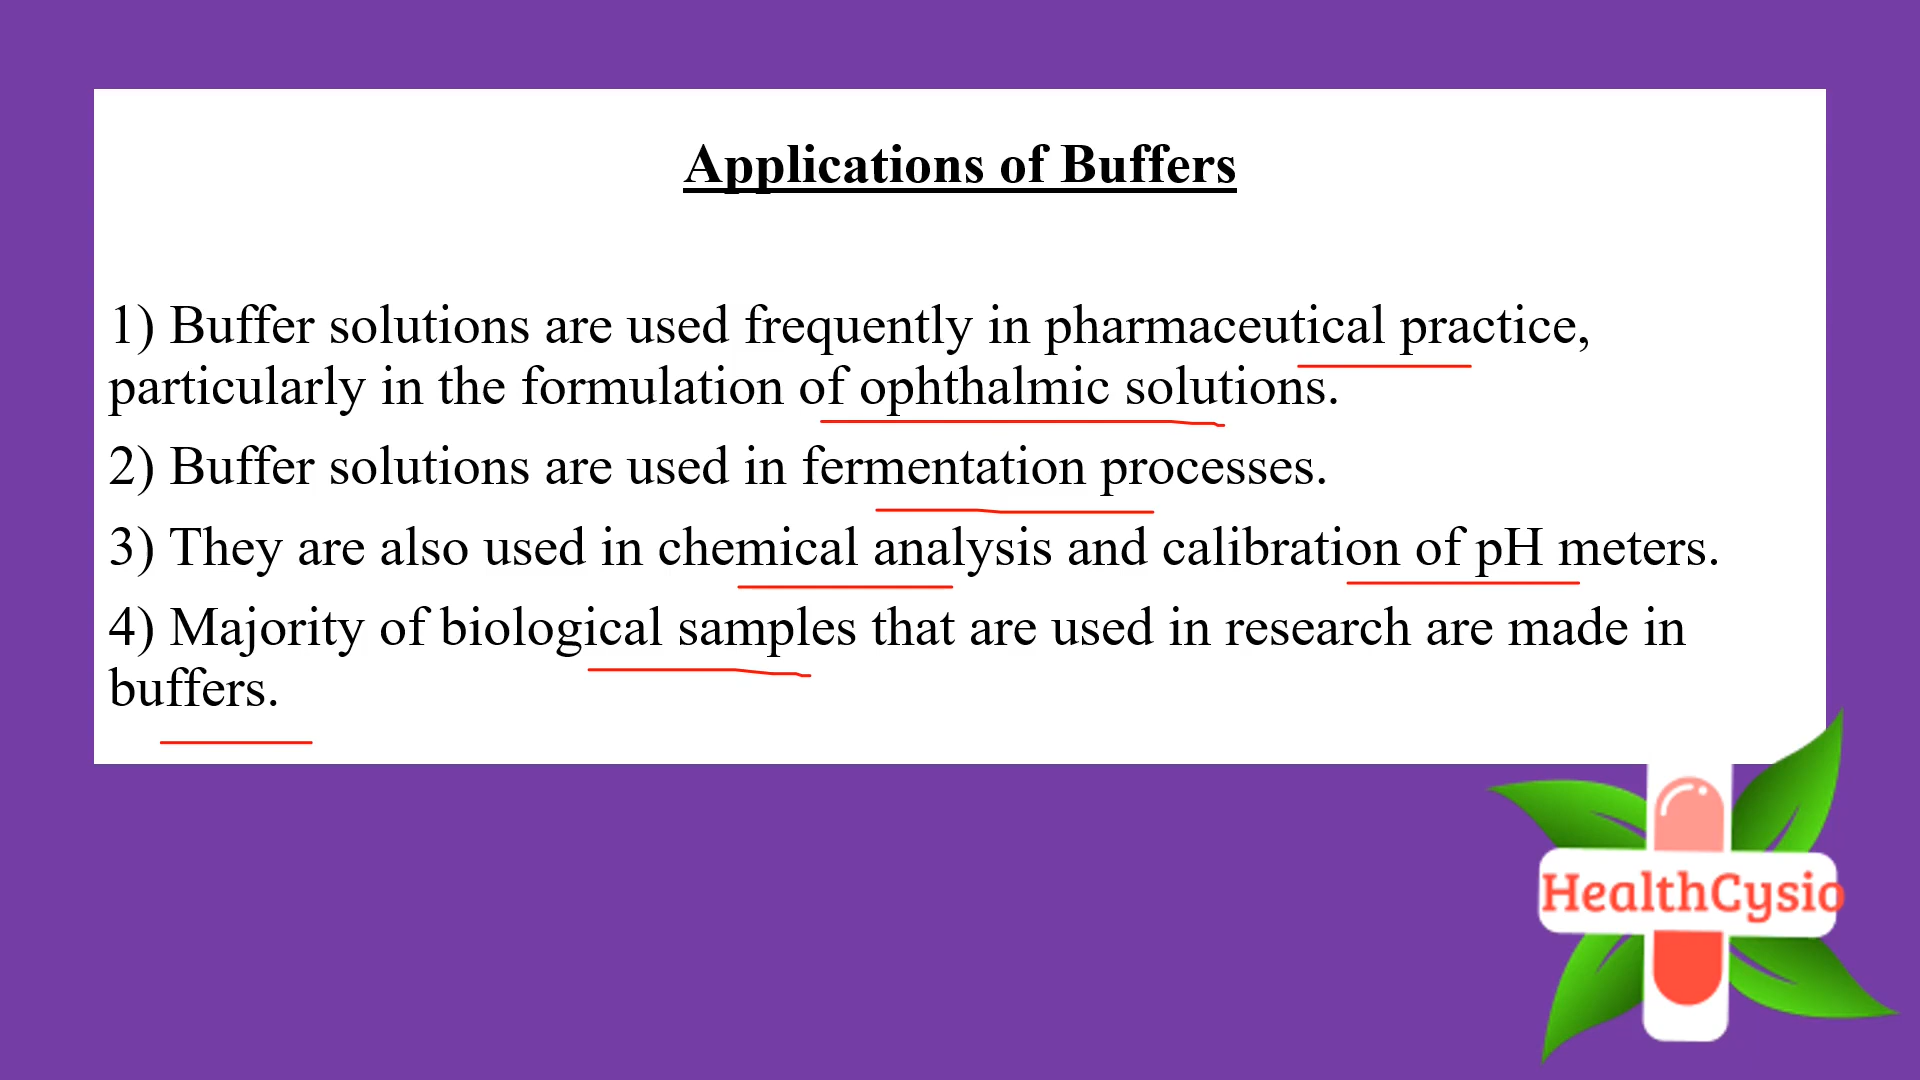 Applications of Buffers
1) Buffer solutions are used frequently in pharmaceutical practice,
particularly in the formulation of ophthalmic solutions.
2) Buffer solutions are used in fermentation processes.
3) They are also used in chemical analysis and calibration of pH meters.
4) Majority of biological samples that are used in research are made in
buffers.
HealthCysio